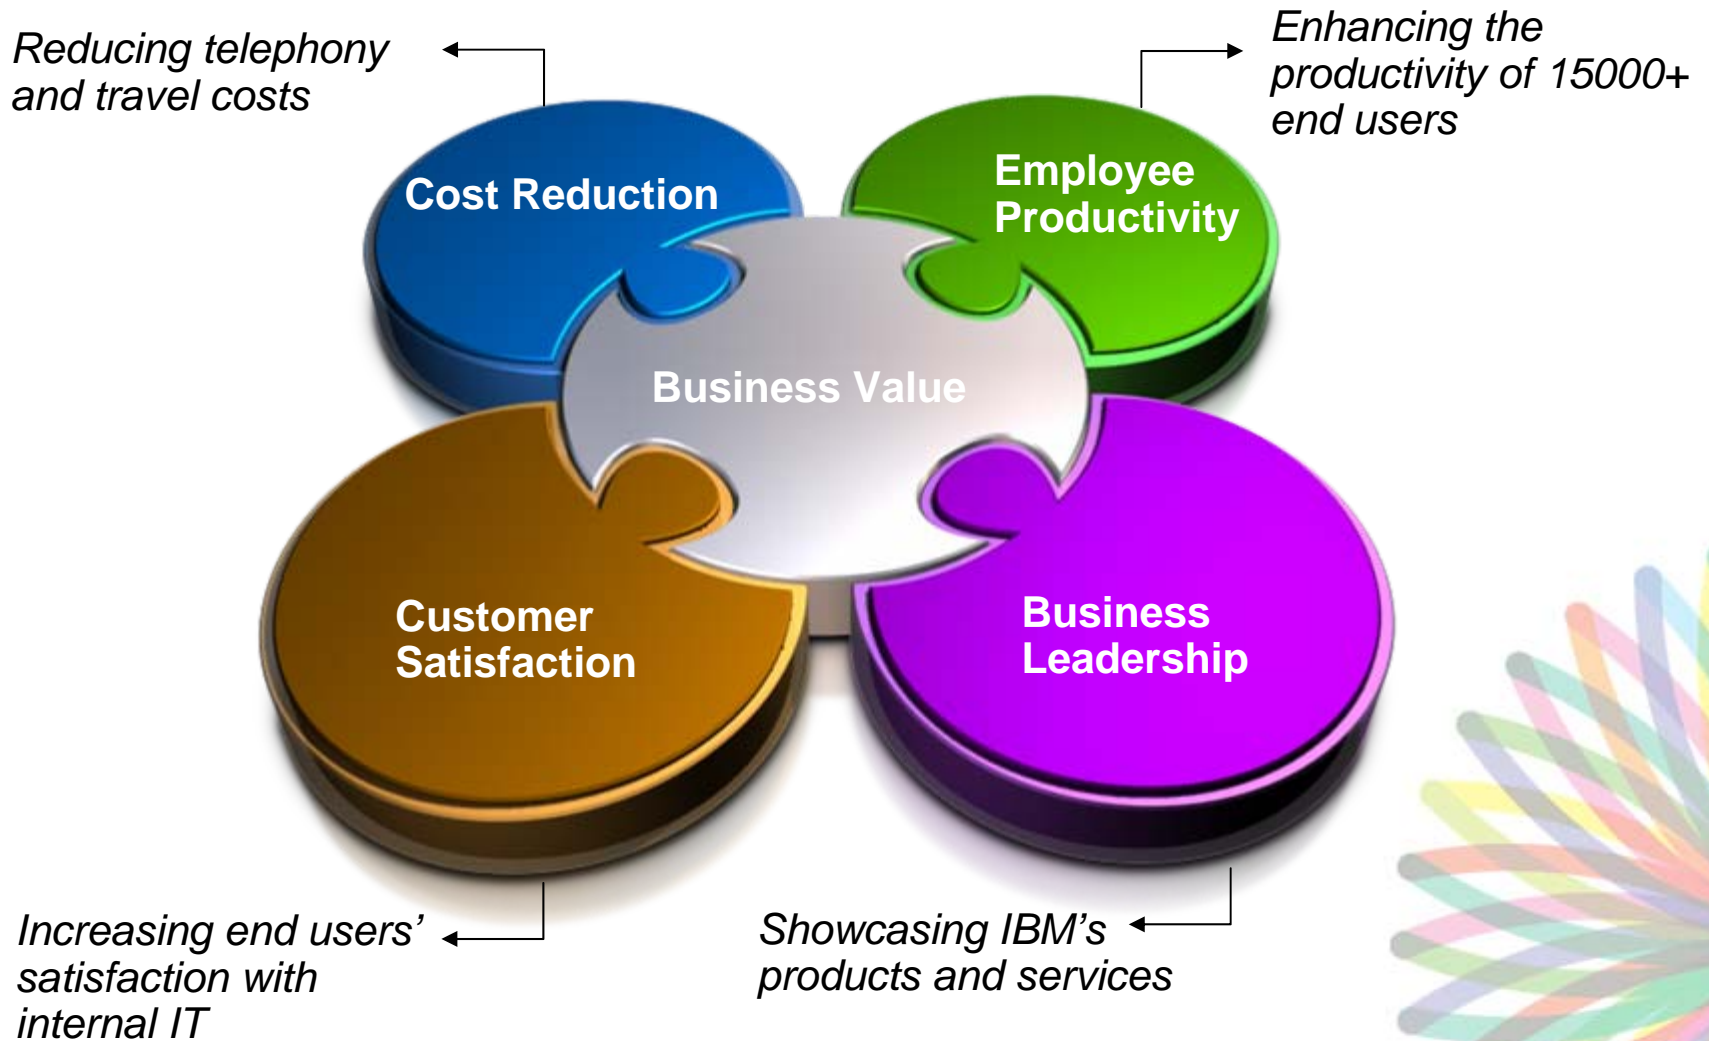 Reducing telephony
and travel costs
Enhancing the
productivity of 15000+
end users
Cost Reduction
Employee
Productivity
Business Value
Customer
Satisfaction
Business
Leadership
Increasing end users’
satisfaction with
internal IT
Showcasing IBM’s
products and services